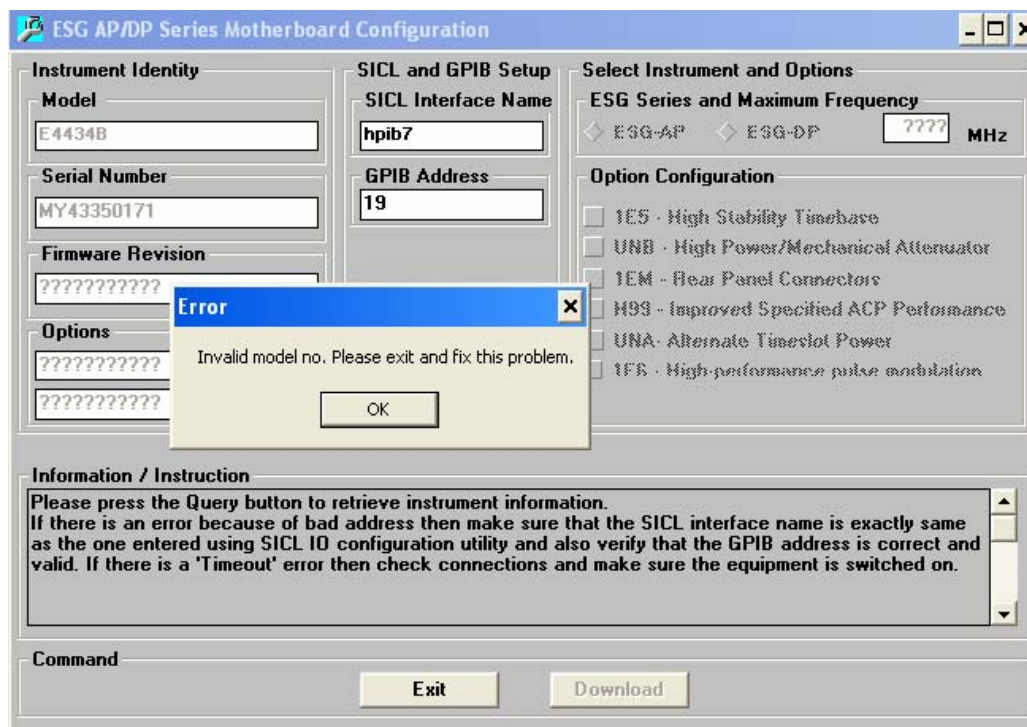 ESG AP/DP Series Motherboard Configuration
Instrument Identity
Model
E4434B
Serial Number
MY43350171
Firmware Revision
???????????
Options
???????????
???????????
SICL and GPIB Setup
SICL Interface Name
hpib7
GPIB Address
19
Select Instrument and Options
ESG Series and Maximum Frequency
ESG-AP
ESG-DP
???? MHz
Option Configuration
1E5 - High Stability Timebase
UNB - High Power/Mechanical Attenuator
1EM - Rear Panel Connectors
H99 - Improved Specified ACP Performance
UNA- Alternate Timeslot Power
1E6 - High-performance pulse modulation
Error
Invalid model no. Please exit and fix this problem.
OK
Information / Instruction
Please press the Query button to retrieve instrument information.
If there is an error because of bad address then make sure that the SICL interface name is exactly same
as the one entered using SICL IO configuration utility and also verify that the GPIB address is correct and
valid. If there is a 'Timeout' error then check connections and make sure the equipment is switched on.
Command
Exit
Download